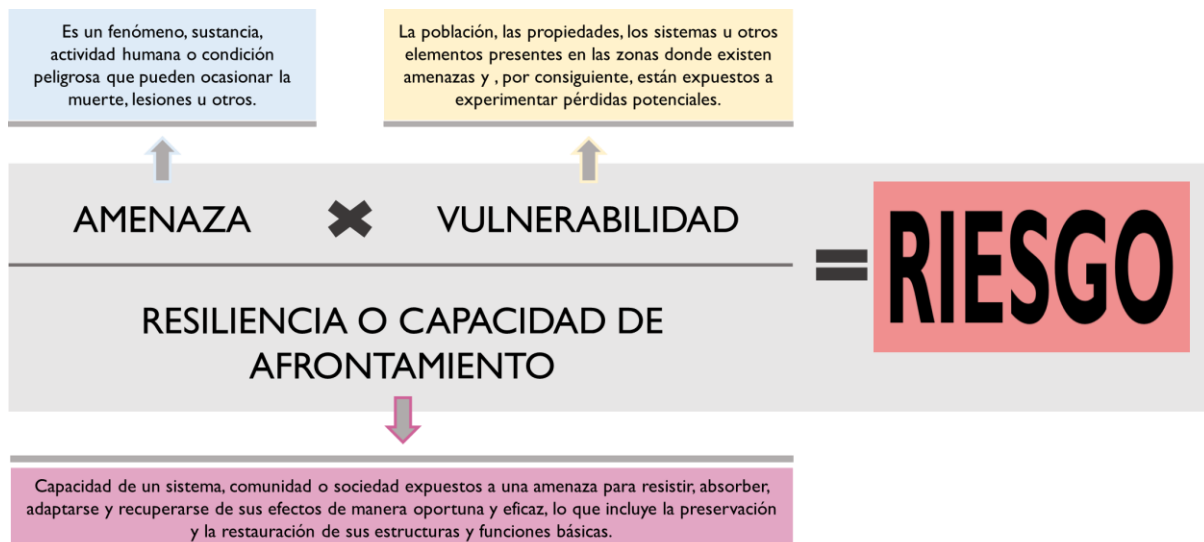 Es un fenómeno, sustancia,
actividad humana o condición
peligrosa que pueden ocasionar la
muerte, lesiones u otros.
La población, las propiedades, los sistemas u otros
elementos presentes en las zonas donde existen
amenazas y , por consiguiente, están expuestos a
experimentar pérdidas potenciales.
AMENAZA ✖ VULNERABILIDAD
= RIESGO
RESILIENCIA O CAPACIDAD DE
AFRONTAMIENTO
Capacidad de un sistema, comunidad o sociedad expuestos a una amenaza para resistir, absorber,
adaptarse y recuperarse de sus efectos de manera oportuna y eficaz, lo que incluye la preservación
y la restauración de sus estructuras y funciones básicas.